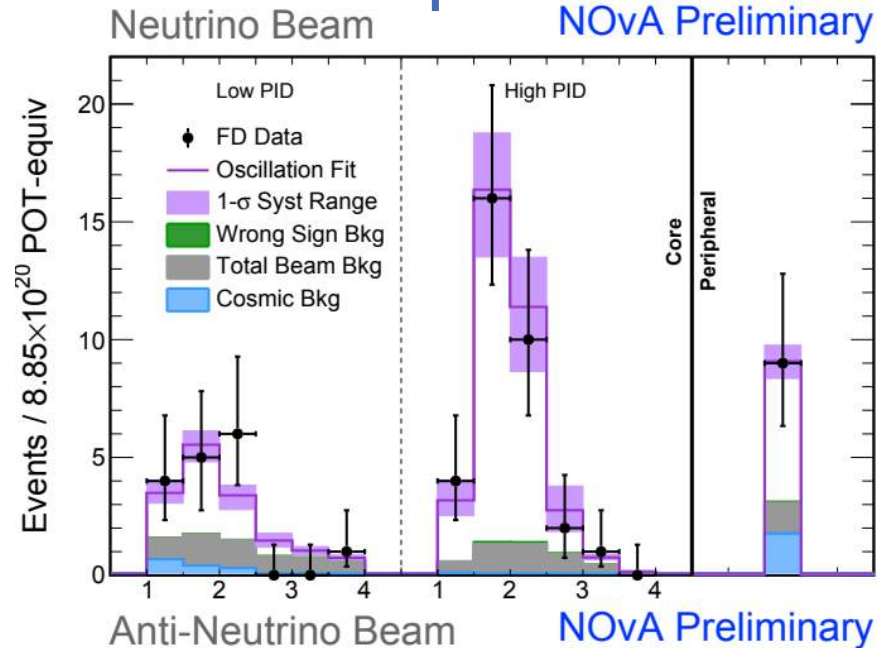 Neutrino Beam
NOvA Preliminary
Low PID
High PID
FD Data
Oscillation Fit
1-σ Syst Range
Wrong Sign Bkg
Total Beam Bkg
Cosmic Bkg
Core
Peripheral
Events / 8.85×10²⁰ POT-equiv
20
15
10
5
0
1 2 3 4 1 2 3 4
Anti-Neutrino Beam
NOvA Preliminary